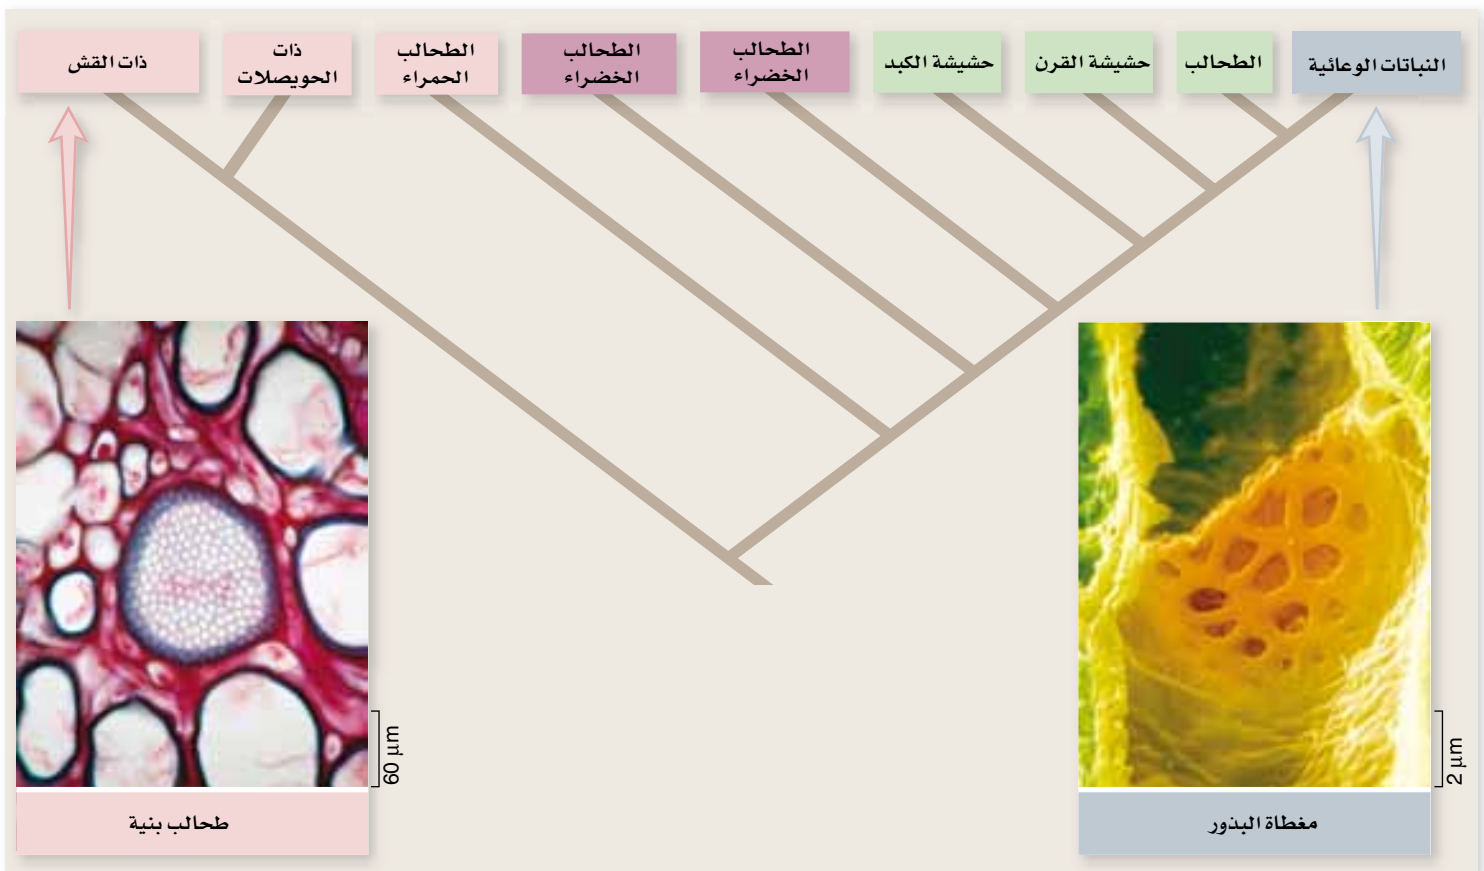 النباتات الوعائية
الطحالب
حشيشة القرن
حشيشة الكبد
الطحالب
الخضراء
الطحالب
الخضراء
الطحالب
الحمراء
ذات
الحويصلات
ذات القش
60 µm
2 µm
مغطاة البذور
طحالب بنية